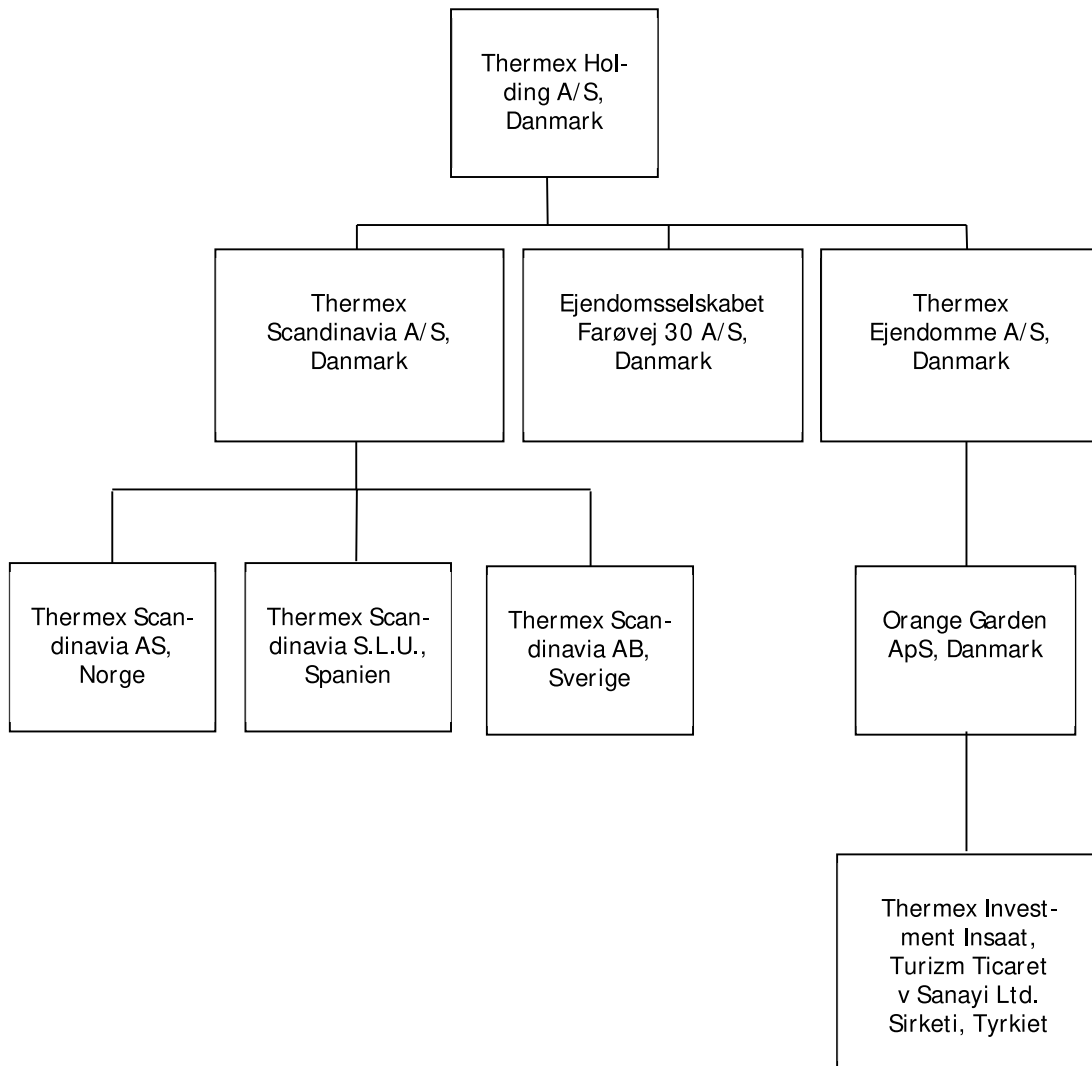 Thermex Hol-
ding A/S,
Danmark
Thermex
Scandinavia A/S,
Danmark
Ejendomsselskabet
Farøvej 30 A/S,
Danmark
Thermex
Ejendomme A/S,
Danmark
Thermex Scan-
dinavia AS,
Norge
Thermex Scan-
dinavia S.L.U.,
Spanien
Thermex Scan-
dinavia AB,
Sverige
Orange Garden
ApS, Danmark
Thermex Invest-
ment Insaat,
Turizm Ticaret
v Sanayi Ltd.
Sirketi, Tyrkiet